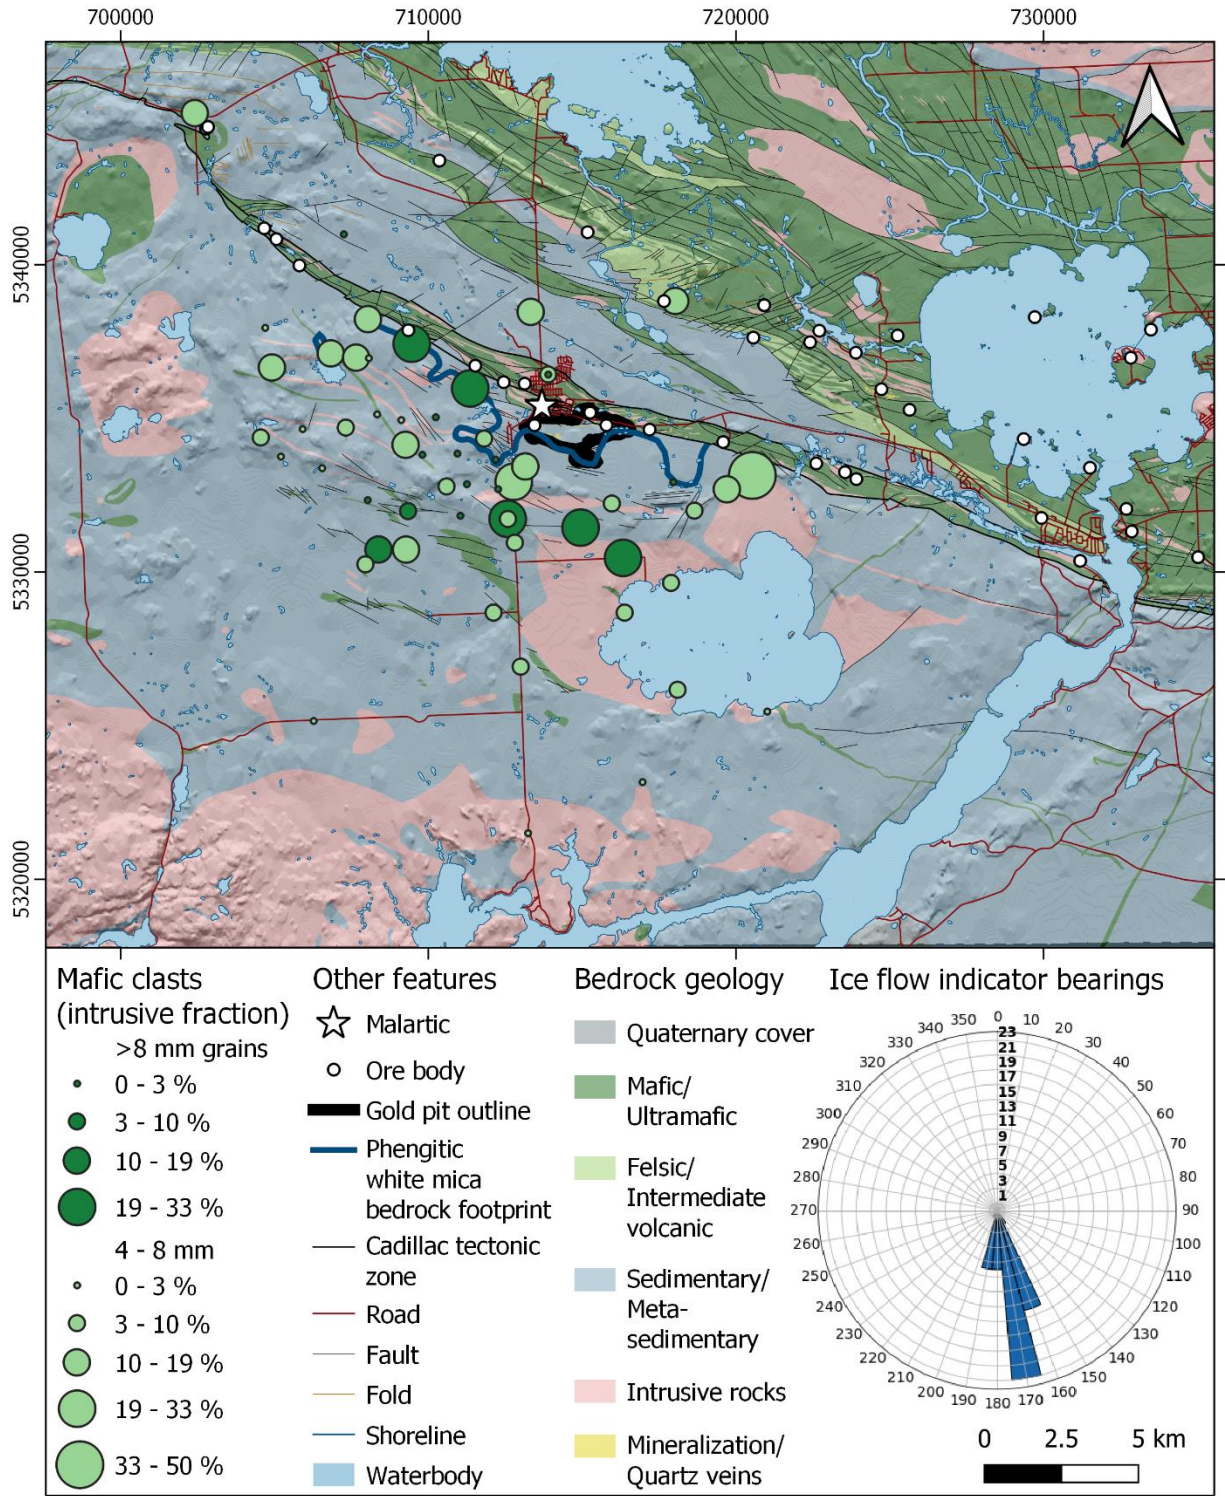 700000 710000 720000 730000
5340000
5330000
5320000
Mafic clasts
(intrusive fraction)
>8 mm grains
0 - 3 %
3 - 10 %
10 - 19 %
19 - 33 %
4 - 8 mm
0 - 3 %
3 - 10 %
10 - 19 %
19 - 33 %
33 - 50 %
Other features
Malartic
Ore body
Gold pit outline
Phengitic
white mica
bedrock footprint
Cadillac tectonic
zone
Road
Fault
Fold
Shoreline
Waterbody
Bedrock geology
Quaternary cover
Mafic/
Ultramafic
Felsic/
Intermediate
volcanic
Sedimentary/
Meta-
sedimentary
Intrusive rocks
Mineralization/
Quartz veins
Ice flow indicator bearings
0
10
20
30
40
50
60
70
80
90
100
110
120
130
140
150
160
170
180
190
200
210
220
230
240
250
260
270
280
290
300
310
320
330
340
350
23
21
19
17
15
13
11
9
7
5
3
1
0 2.5 5 km